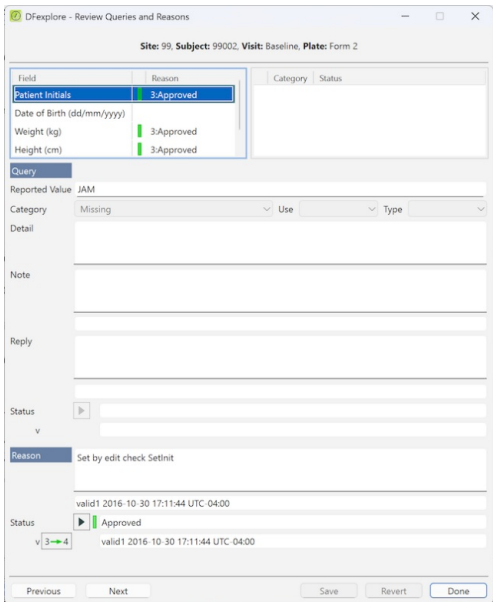 DFexplore - Review Queries and Reasons
Site: 99, Subject: 99002, Visit: Baseline, Plate: Form 2
Field Reason Category Status
Patient Initials 3:Approved
Date of Birth (dd/mm/yyyy)
Weight (kg) 3:Approved
Height (cm) 3:Approved
Query
Reported Value JAM
Category Missing Use Type
Detail
Note
Reply
Status
v
Reason Set by edit check SetInit
valid1 2016-10-30 17:11:44 UTC-04:00
Status Approved
v 3→4 valid1 2016-10-30 17:11:44 UTC-04:00
Previous Next Save Revert Done